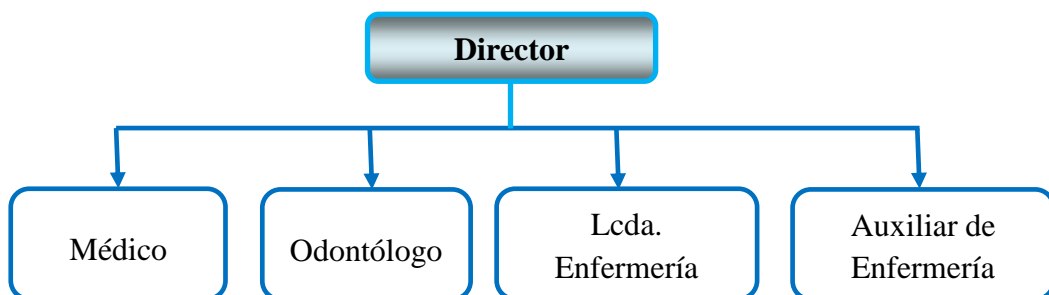 Director
Médico
Odontólogo
Lcda.
Enfermería
Auxiliar de
Enfermería